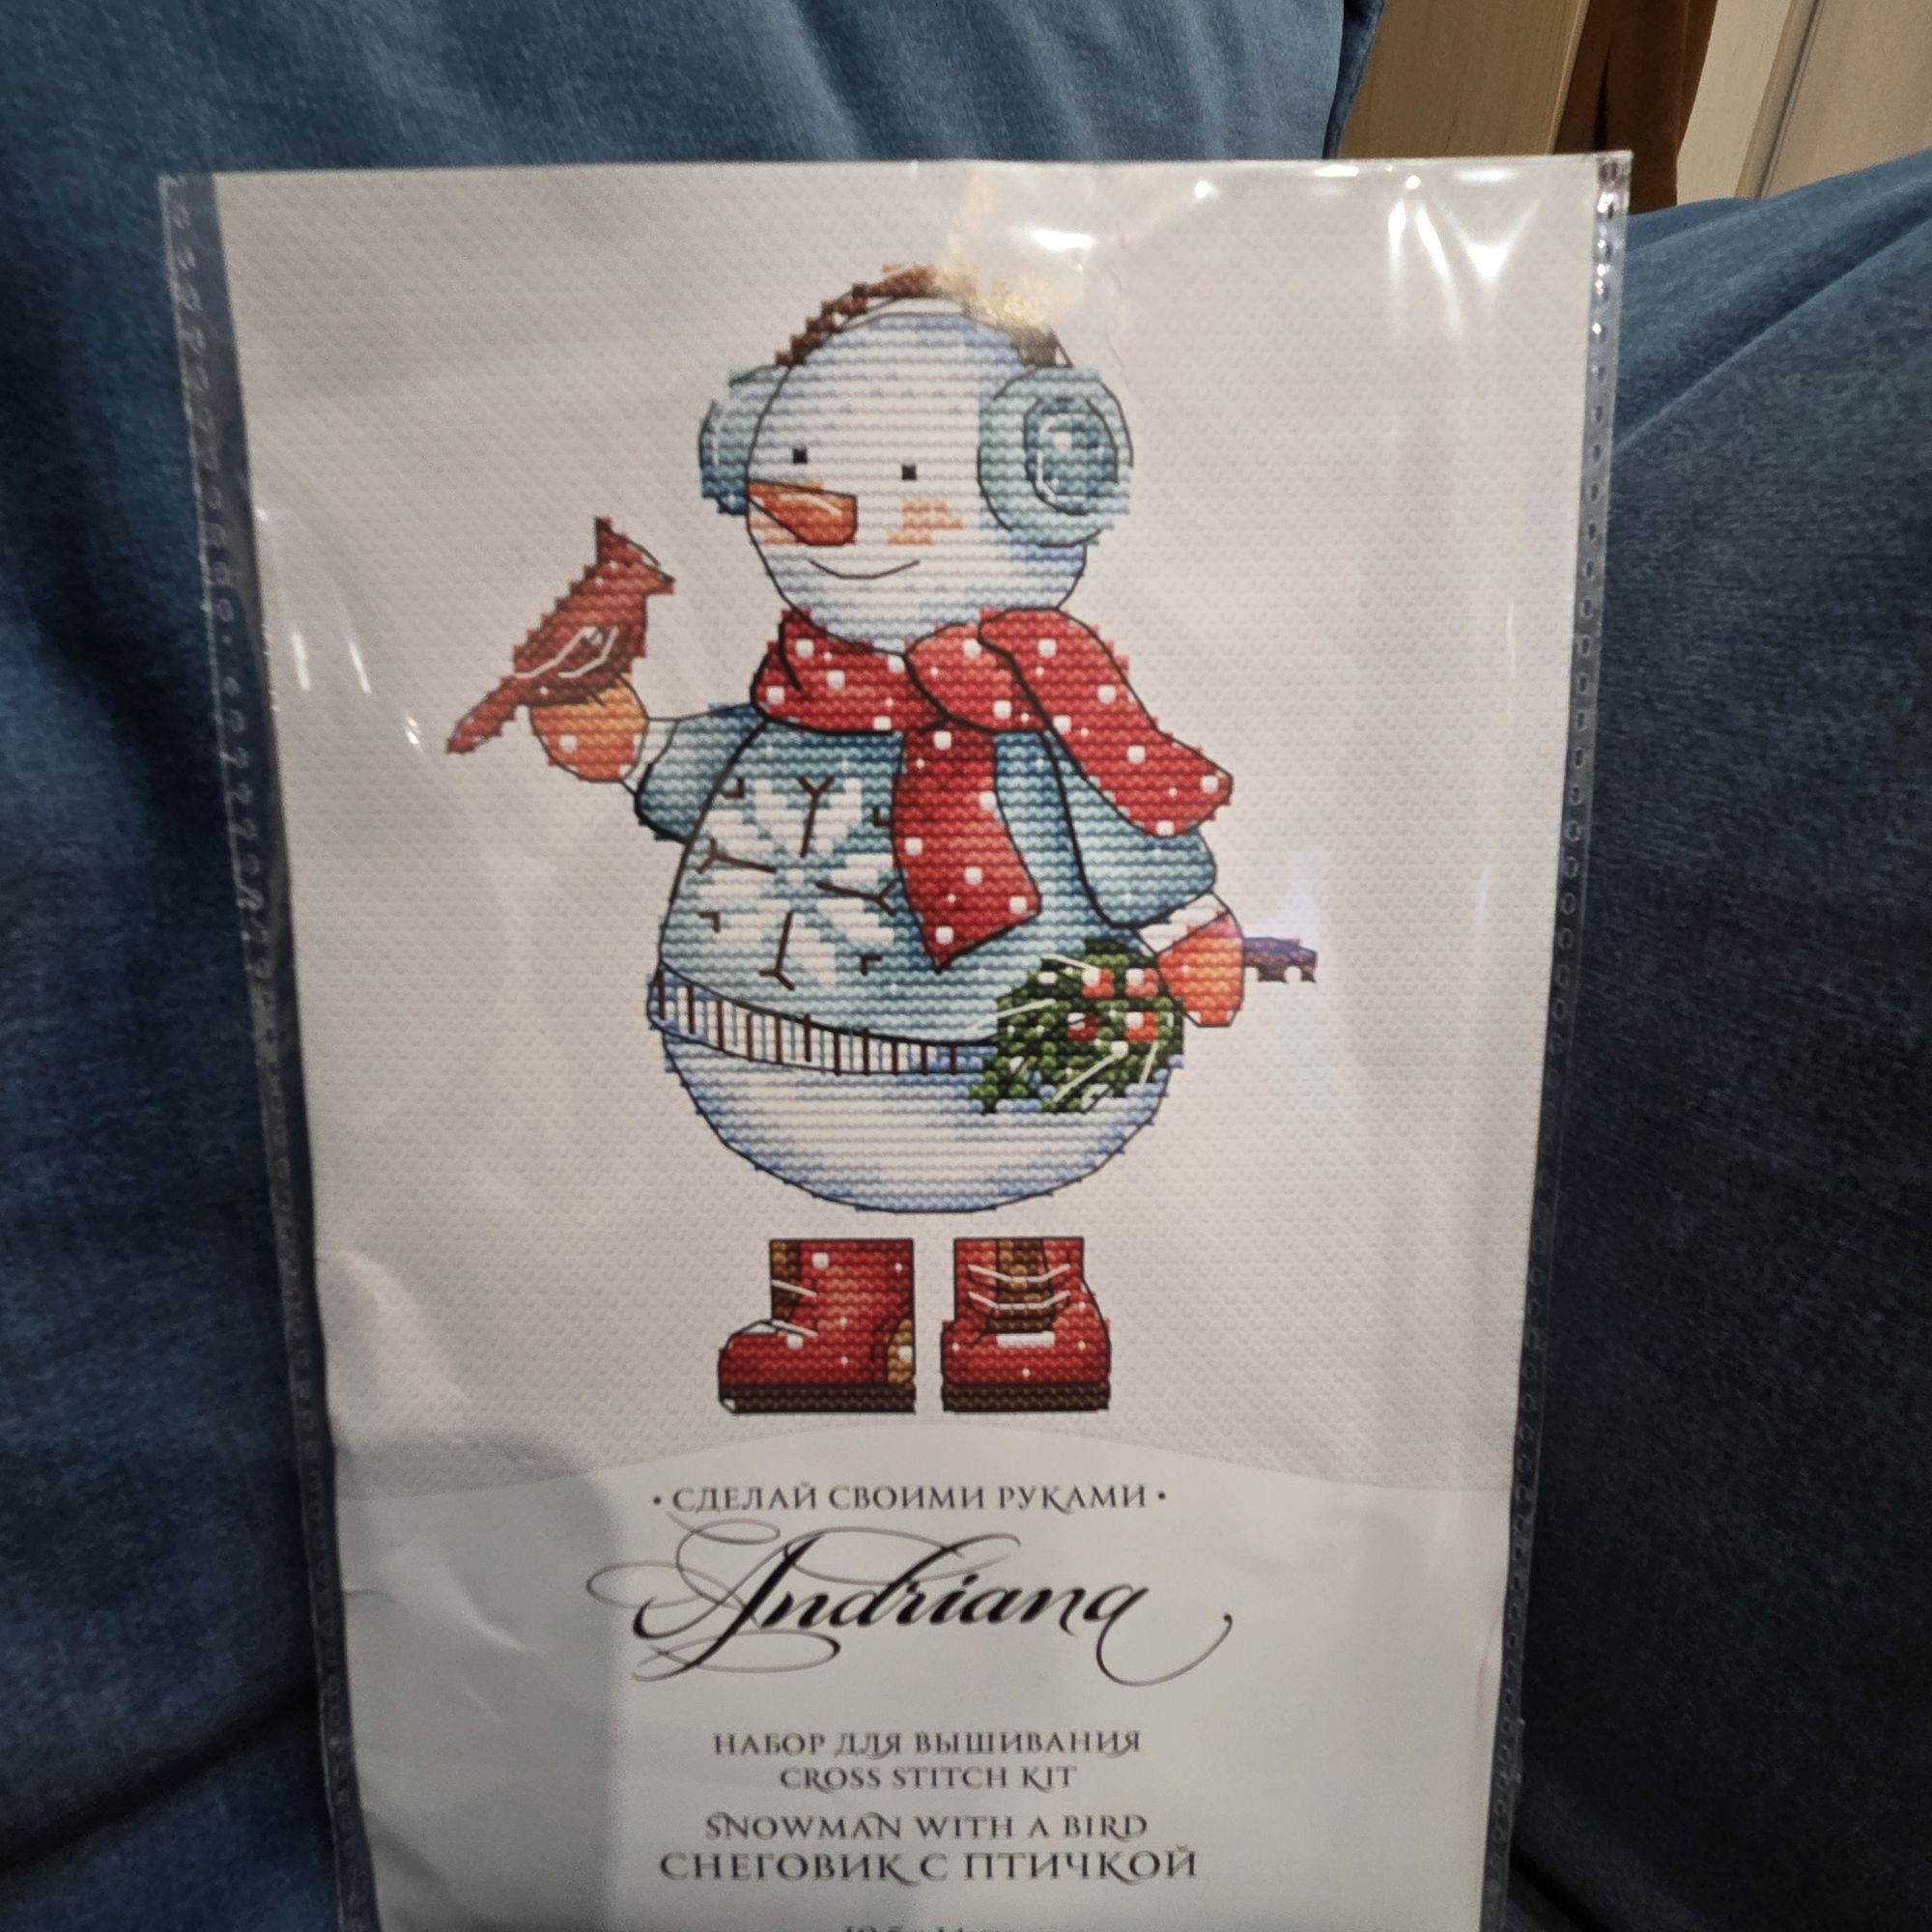 • СДЕЛАЙ СВОИМИ РУКАМИ •
Andriana
НАБОР ДЛЯ ВЫШИВАНИЯ
CROSS STITCH KIT
SNOWMAN WITH A BIRD
СНЕГОВИК С ПТИЧКОЙ